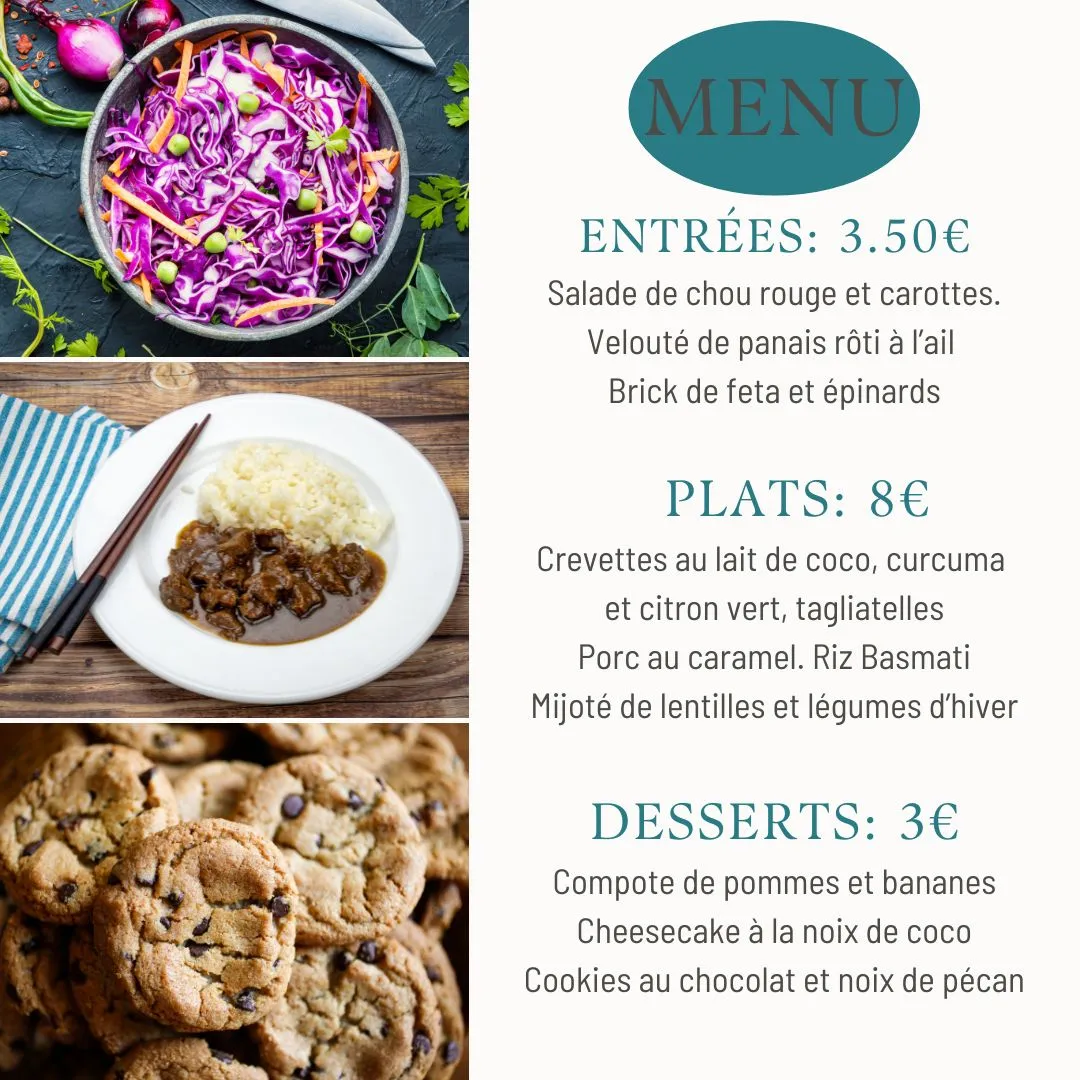 MENU
ENTRÉES: 3.50€
Salade de chou rouge et carottes.
Velouté de panais rôti à l’ail
Brick de feta et épinards
PLATS: 8€
Crevettes au lait de coco, curcuma
et citron vert, tagliatelles
Porc au caramel. Riz Basmati
Mijoté de lentilles et légumes d’hiver
DESSERTS: 3€
Compote de pommes et bananes
Cheesecake à la noix de coco
Cookies au chocolat et noix de pécan